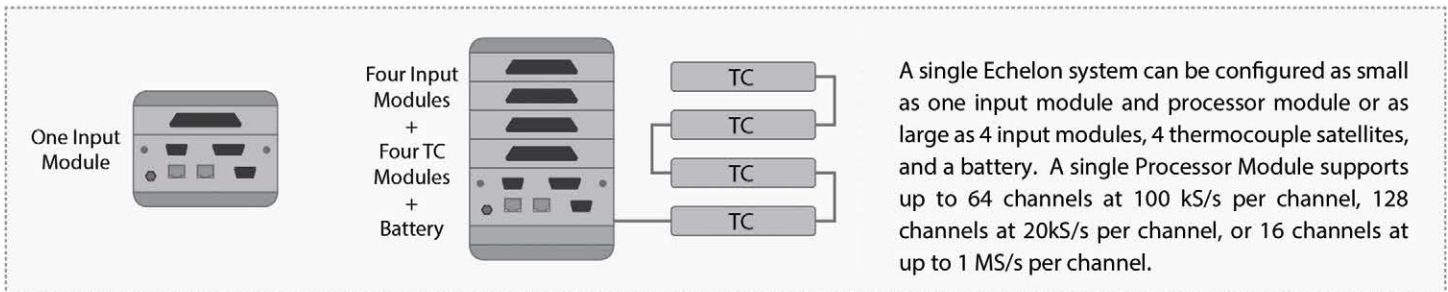 One Input
Module
Four Input
Modules
+
Four TC
Modules
+
Battery
TC
TC
TC
TC
A single Echelon system can be configured as small
as one input module and processor module or as
large as 4 input modules, 4 thermocouple satellites,
and a battery.  A single Processor Module supports
up to 64 channels at 100 kS/s per channel, 128
channels at 20kS/s per channel, or 16 channels at
up to 1 MS/s per channel.